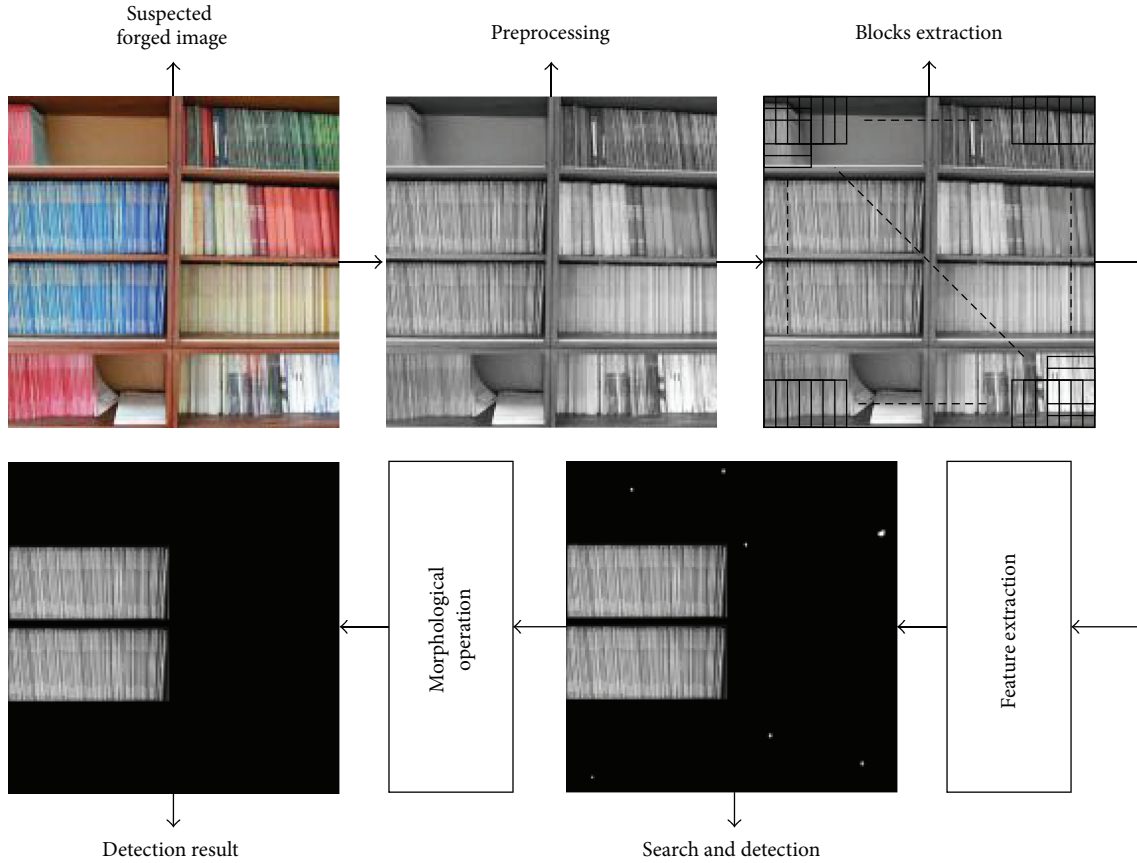 Suspected
forged image
Preprocessing
Blocks extraction
Morphological
operation
Feature extraction
Detection result
Search and detection